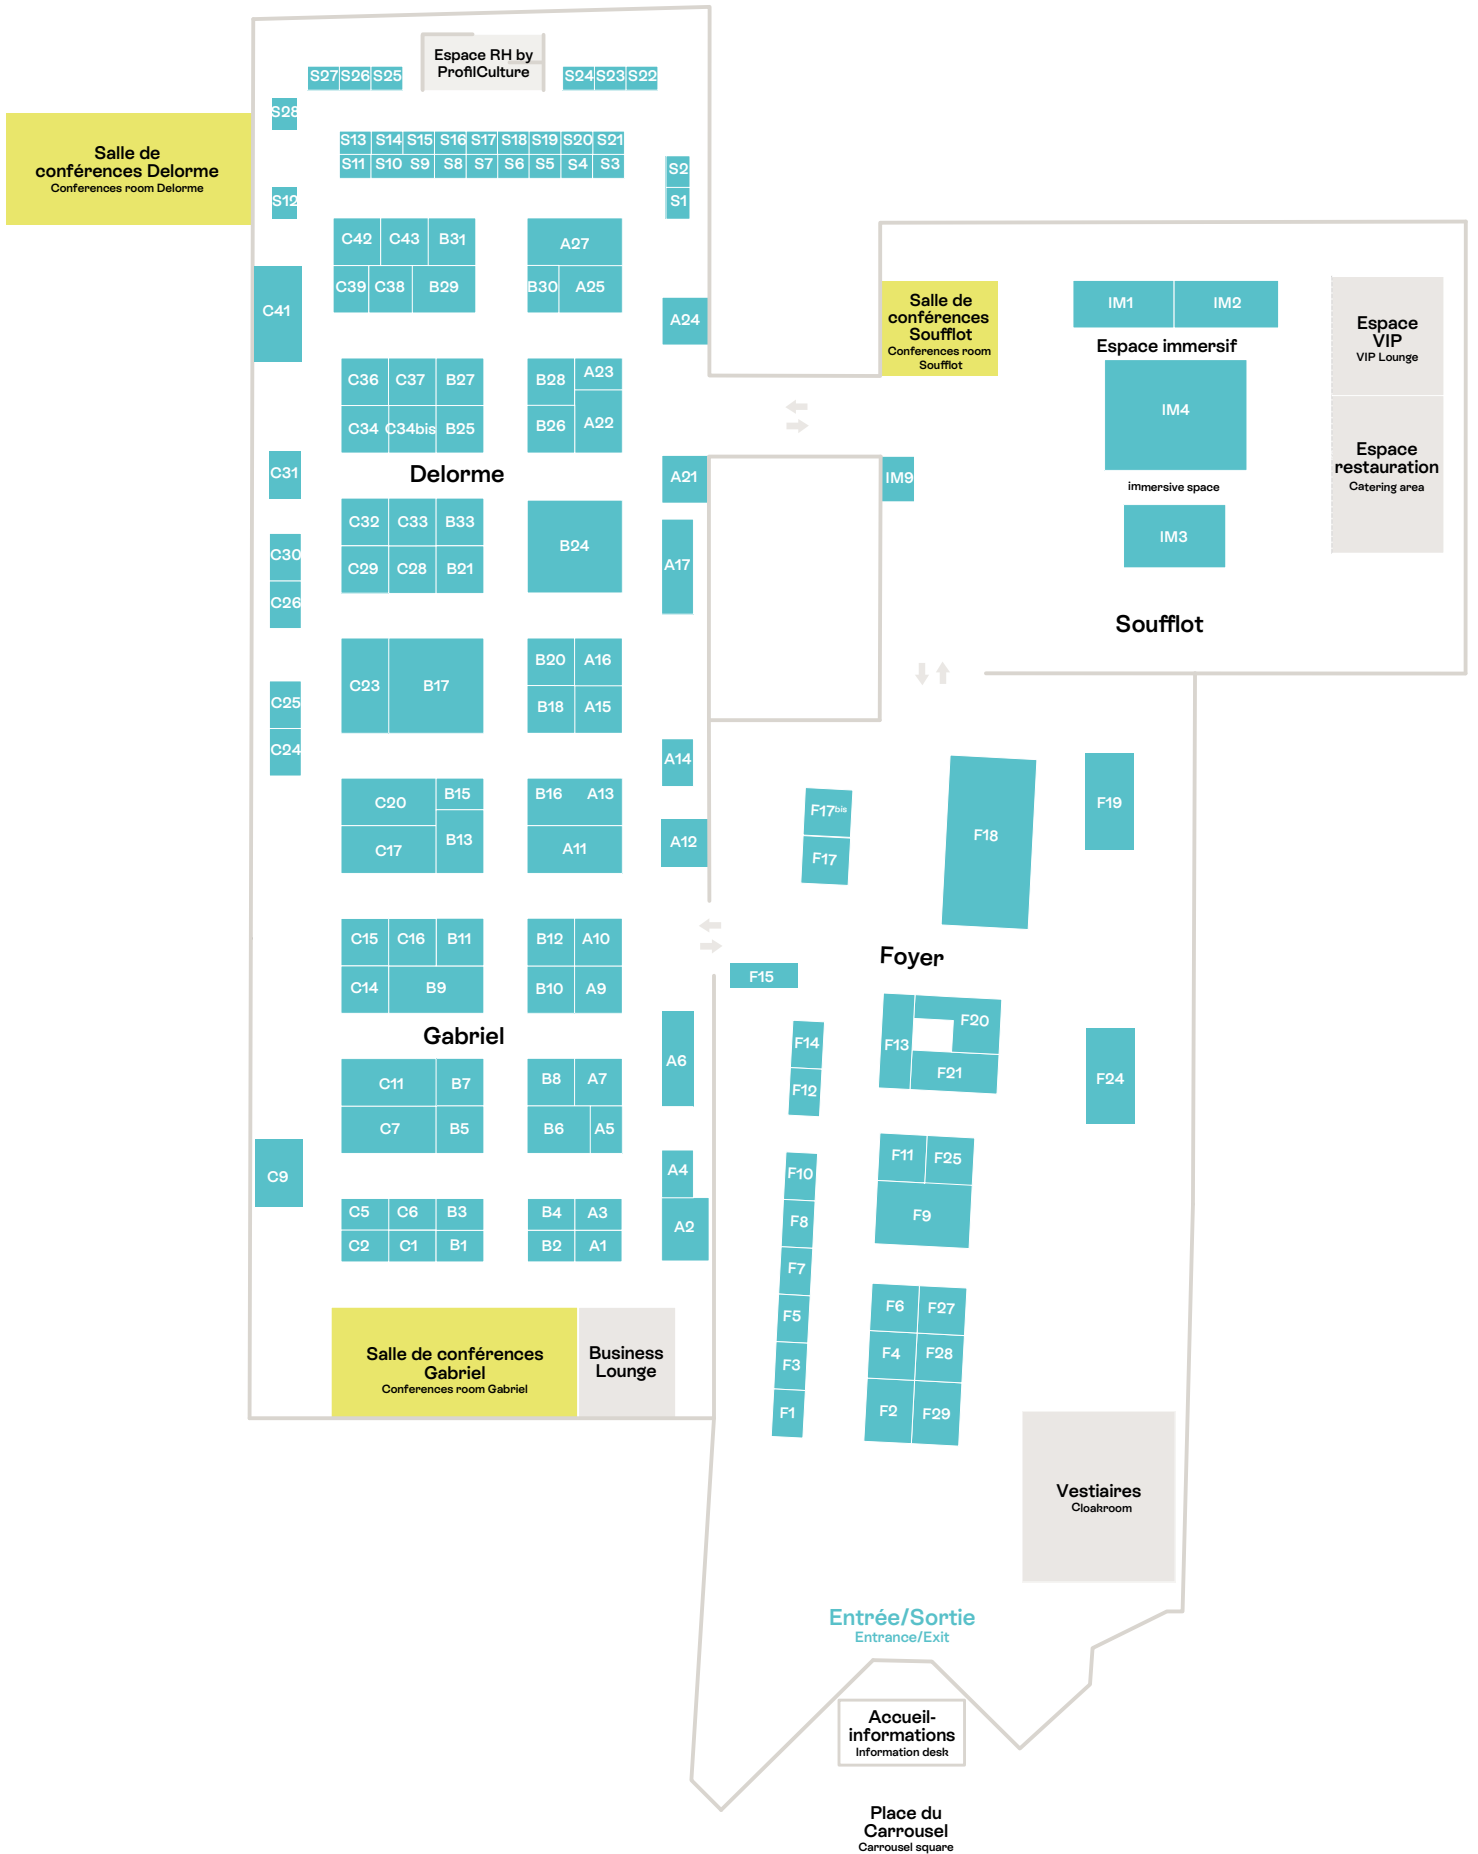 Espace RH by
ProfilCulture
S27 S26 S25
S24 S23 S22
S28
Salle de
conférences Delorme
Conferences room Delorme
S13 S14 S15 S16 S17 S18 S19 S20 S21
S11 S10 S9 S8 S7 S6 S5 S4 S3
S2
S1
S12
C42 C43 B31
A27
C39 C38 B29
B30 A25
C41
A24
C36 C37 B27
B28 A23
C34 C34bis B25
B26 A22
Delorme
C31
A21
C32 C33 B33
B24
C29 C28 B21
C30
C26
A17
C23 B17
B20 A16
B18 A15
C25
C24
A14
C20 B15
B16 A13
C17 B13
A11
A12
C15 C16 B11
B12 A10
C14 B9
B10 A9
Gabriel
A6
C11 B7
B8 A7
C7 B5
B6 A5
C9
A4
A2
C5 C6 B3
B4 A3
C2 C1 B1
B2 A1
Salle de conférences
Gabriel
Conferences room Gabriel
Business
Lounge
Salle de
conférences
Soufflot
Conferences room
Soufflot
IM1 IM2
Espace immersif
IM4
immersive space
IM3
IM9
Espace
VIP
VIP Lounge
Espace
restauration
Catering area
Soufflot
F17bis
F17
F18
F19
Foyer
F15
F14
F12
F13
F20
F21
F24
F10
F8
F7
F5
F3
F1
F11 F25
F9
F6 F27
F4 F28
F2 F29
Vestiaires
Cloakroom
Entrée/Sortie
Entrance/Exit
Accueil-
informations
Information desk
Place du
Carrousel
Carrousel square